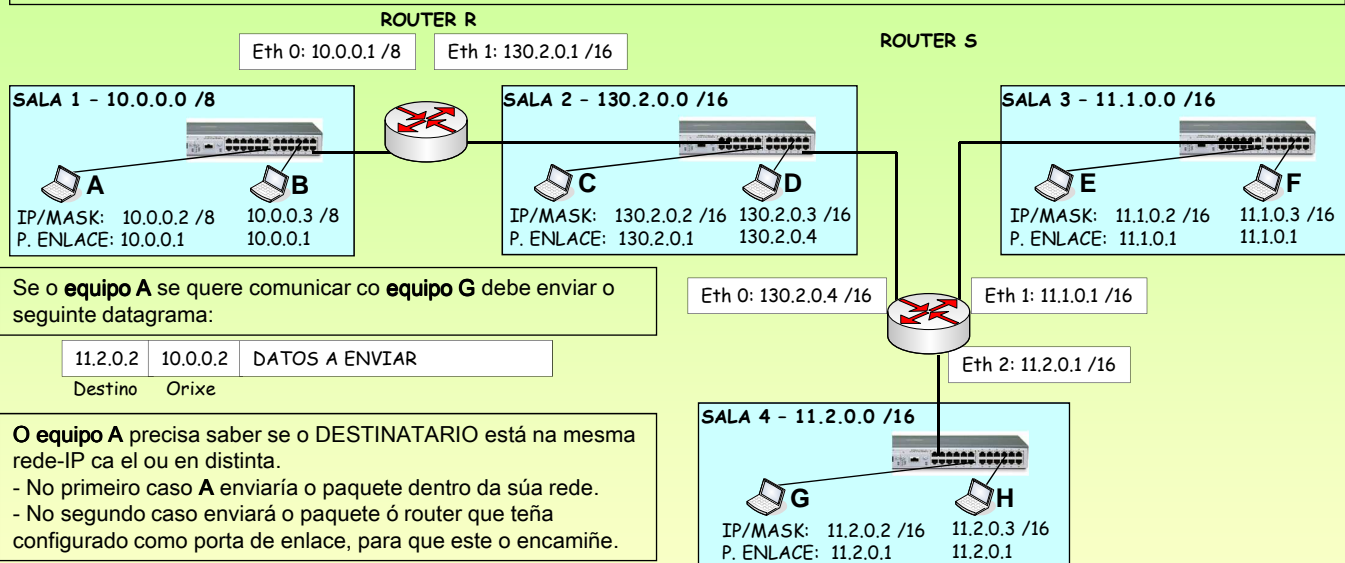 ROUTER R
ROUTER S
Eth 0: 10.0.0.1 /8
Eth 1: 130.2.0.1 /16
SALA 1 - 10.0.0.0 /8
A
B
IP/MASK: 10.0.0.2 /8 10.0.0.3 /8
P. ENLACE: 10.0.0.1 10.0.0.1
SALA 2 - 130.2.0.0 /16
C
D
IP/MASK: 130.2.0.2 /16 130.2.0.3 /16
P. ENLACE: 130.2.0.1 130.2.0.4
SALA 3 - 11.1.0.0 /16
E
F
IP/MASK: 11.1.0.2 /16 11.1.0.3 /16
P. ENLACE: 11.1.0.1 11.1.0.1
Se o equipo A se quere comunicar co equipo G debe enviar o
seguinte datagrama:
11.2.0.2 10.0.0.2 DATOS A ENVIAR
Destino Orixe
O equipo A precisa saber se o DESTINATARIO está na mesma
rede-IP ca el ou en distinta.
- No primeiro caso A enviaría o paquete dentro da súa rede.
- No segundo caso enviará o paquete ó router que teña
configurado como porta de enlace, para que este o encamiñe.
Eth 0: 130.2.0.4 /16
Eth 1: 11.1.0.1 /16
Eth 2: 11.2.0.1 /16
SALA 4 - 11.2.0.0 /16
G
H
IP/MASK: 11.2.0.2 /16 11.2.0.3 /16
P. ENLACE: 11.2.0.1 11.2.0.1